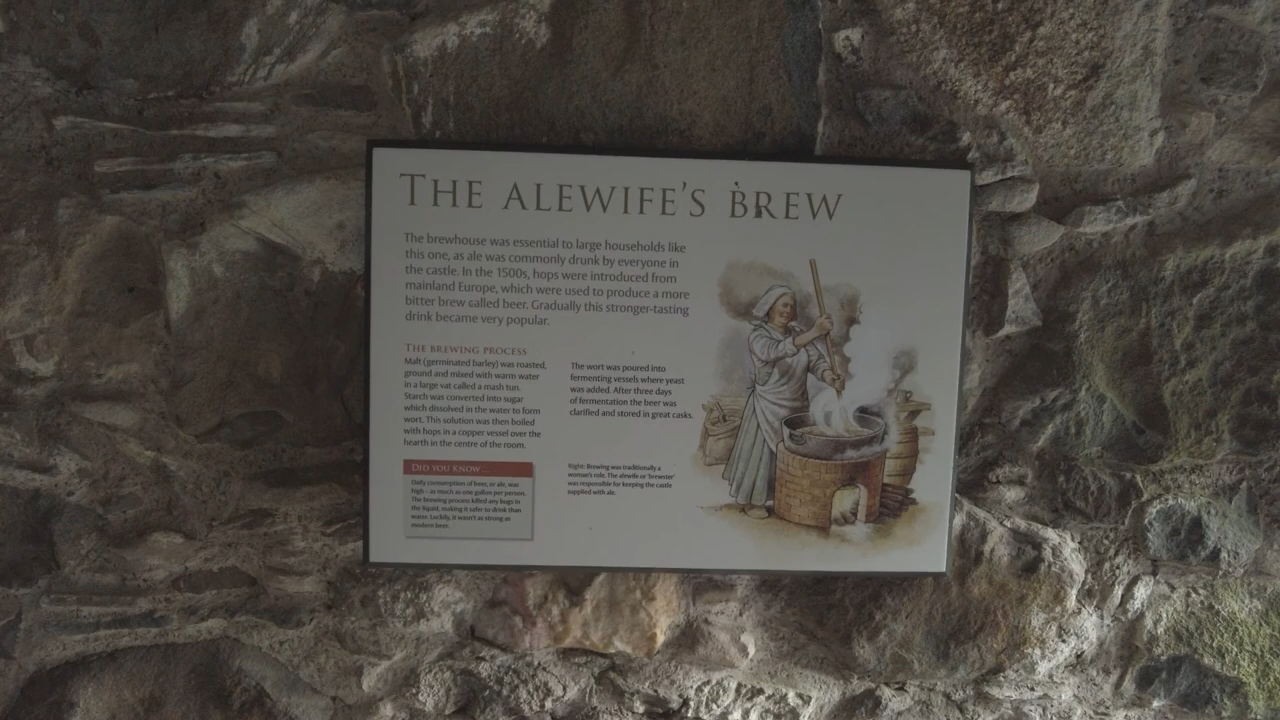 THE ALEWIFE'S BREW
The brewhouse was essential to large households like
this one, as ale was commonly drunk by everyone in
the castle. In the 1500s, hops were introduced from
mainland Europe, which were used to produce a more
bitter brew called beer. Gradually this stronger-tasting
drink became very popular.
THE BREWING PROCESS
Malt (germinated barley) was roasted,
ground and mixed with warm water
in a large vat called a mash tun.
Starch was converted into sugar
which dissolved in the water to form
wort. This solution was then boiled
with hops in a copper vessel over the
hearth in the centre of the room.
The wort was poured into
fermenting vessels where yeast
was added. After three days
of fermentation the beer was
clarified and stored in great casks.
DID YOU KNOW ...
Daily consumption of beer, or ale, was
high – as much as one gallon per person.
The brewing process killed any bugs in
the liquid, making it safer to drink than
water. Luckily, it wasn't as strong as
modern beer.
Right: Brewing was traditionally a
woman's role. The alewife or 'brewster'
was responsible for keeping the castle
supplied with ale.